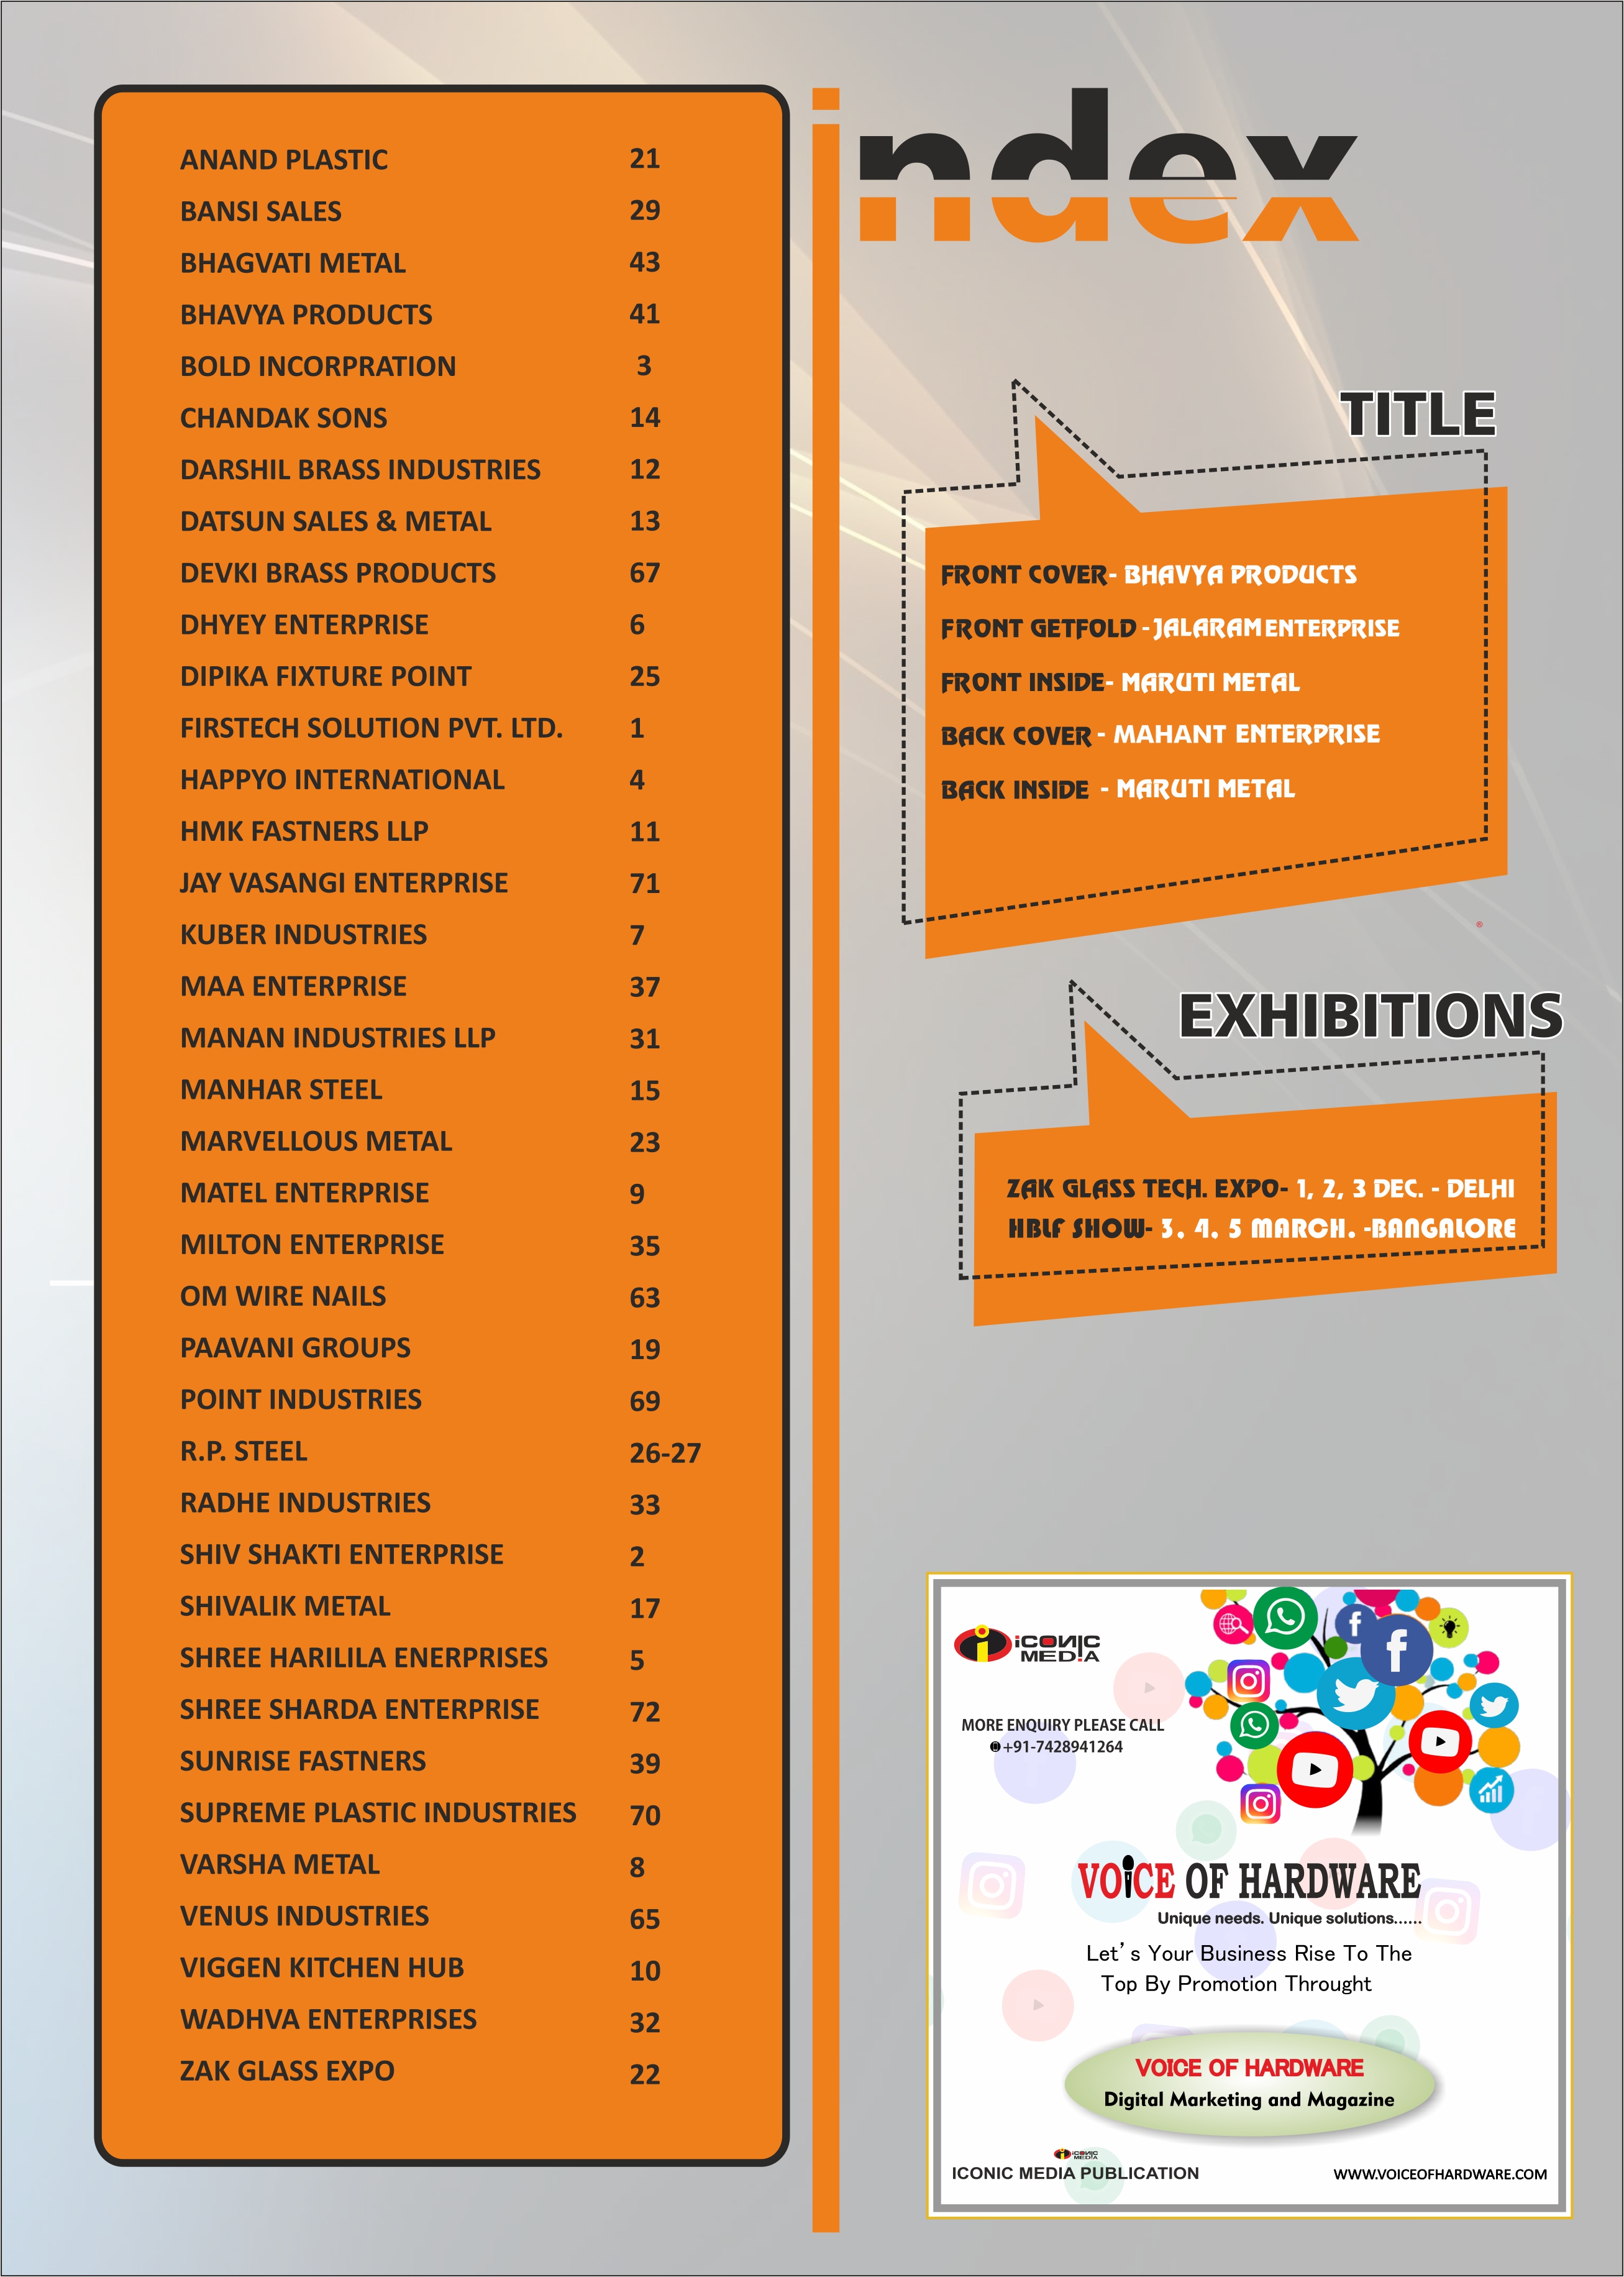 index
ANAND PLASTIC 21
BANSI SALES 29
BHAGVATI METAL 43
BHAVYA PRODUCTS 41
BOLD INCORPRATION 3
CHANDAK SONS 14
DARSHIL BRASS INDUSTRIES 12
DATSUN SALES & METAL 13
DEVKI BRASS PRODUCTS 67
DHYEY ENTERPRISE 6
DIPIKA FIXTURE POINT 25
FIRSTECH SOLUTION PVT. LTD. 1
HAPPYO INTERNATIONAL 4
HMK FASTNERS LLP 11
JAY VASANGI ENTERPRISE 71
KUBER INDUSTRIES 7
MAA ENTERPRISE 37
MANAN INDUSTRIES LLP 31
MANHAR STEEL 15
MARVELLOUS METAL 23
MATEL ENTERPRISE 9
MILTON ENTERPRISE 35
OM WIRE NAILS 63
PAAVANI GROUPS 19
POINT INDUSTRIES 69
R.P. STEEL 26-27
RADHE INDUSTRIES 33
SHIV SHAKTI ENTERPRISE 2
SHIVALIK METAL 17
SHREE HARILILA ENERPRISES 5
SHREE SHARDA ENTERPRISE 72
SUNRISE FASTNERS 39
SUPREME PLASTIC INDUSTRIES 70
VARSHA METAL 8
VENUS INDUSTRIES 65
VIGGEN KITCHEN HUB 10
WADHVA ENTERPRISES 32
ZAK GLASS EXPO 22
TITLE
FRONT COVER- BHAVYA PRODUCTS
FRONT GETFOLD -JALARAM ENTERPRISE
FRONT INSIDE- MARUTI METAL
BACK COVER - MAHANT ENTERPRISE
BACK INSIDE - MARUTI METAL
®
EXHIBITIONS
ZAK GLASS TECH. EXPO- 1, 2, 3 DEC. - DELHI
HBLF SHOW- 3, 4, 5 MARCH. -BANGALORE
iCONIC
MEDIA
MORE ENQUIRY PLEASE CALL
+91-7428941264
VOiCE OF HARDWARE
Unique needs. Unique solutions......
Let's Your Business Rise To The
Top By Promotion Throught
VOICE OF HARDWARE
Digital Marketing and Magazine
iCONIC
MEDIA
ICONIC MEDIA PUBLICATION
WWW.VOICEOFHARDWARE.COM